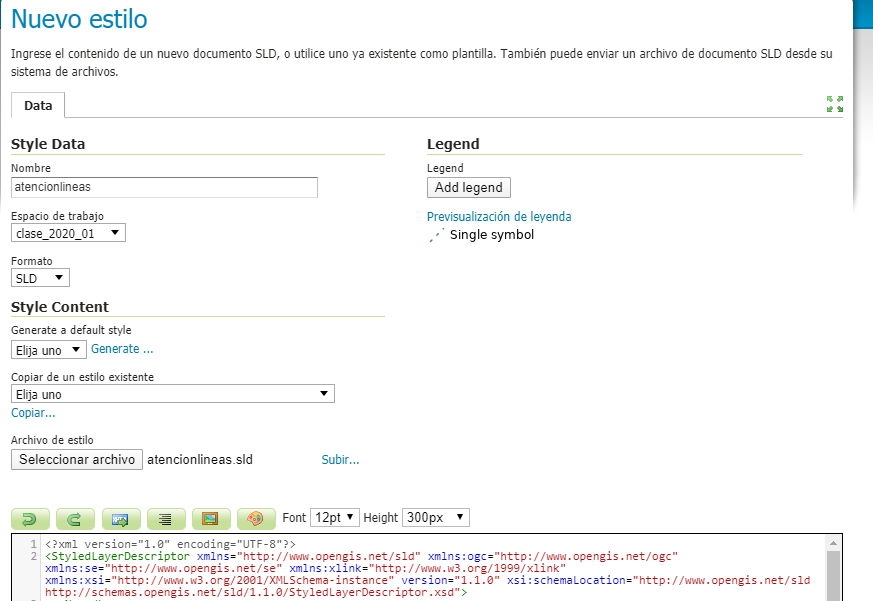 Nuevo estilo
Ingrese el contenido de un nuevo documento SLD, o utilice uno ya existente como plantilla. También puede enviar un archivo de documento SLD desde su
sistema de archivos.
Data
Style Data
Nombre
atencionlineas
Espacio de trabajo
clase_2020_01
Formato
SLD
Legend
Legend
Add legend
Previsualización de leyenda
Single symbol
Style Content
Generate a default style
Elija uno Generate ...
Copiar de un estilo existente
Elija uno
Copiar...
Archivo de estilo
Seleccionar archivo atencionlineas.sld Subir...
Font 12pt Height 300px
1 <?xml version="1.0" encoding="UTF-8"?>
2 <StyledLayerDescriptor xmlns="http://www.opengis.net/sld" xmlns:ogc="http://www.opengis.net/ogc"
xmlns:se="http://www.opengis.net/se" xmlns:xlink="http://www.w3.org/1999/xlink"
xmlns:xsi="http://www.w3.org/2001/XMLSchema-instance" version="1.1.0" xsi:schemaLocation="http://www.opengis.net/sld
http://schemas.opengis.net/sld/1.1.0/StyledLayerDescriptor.xsd">